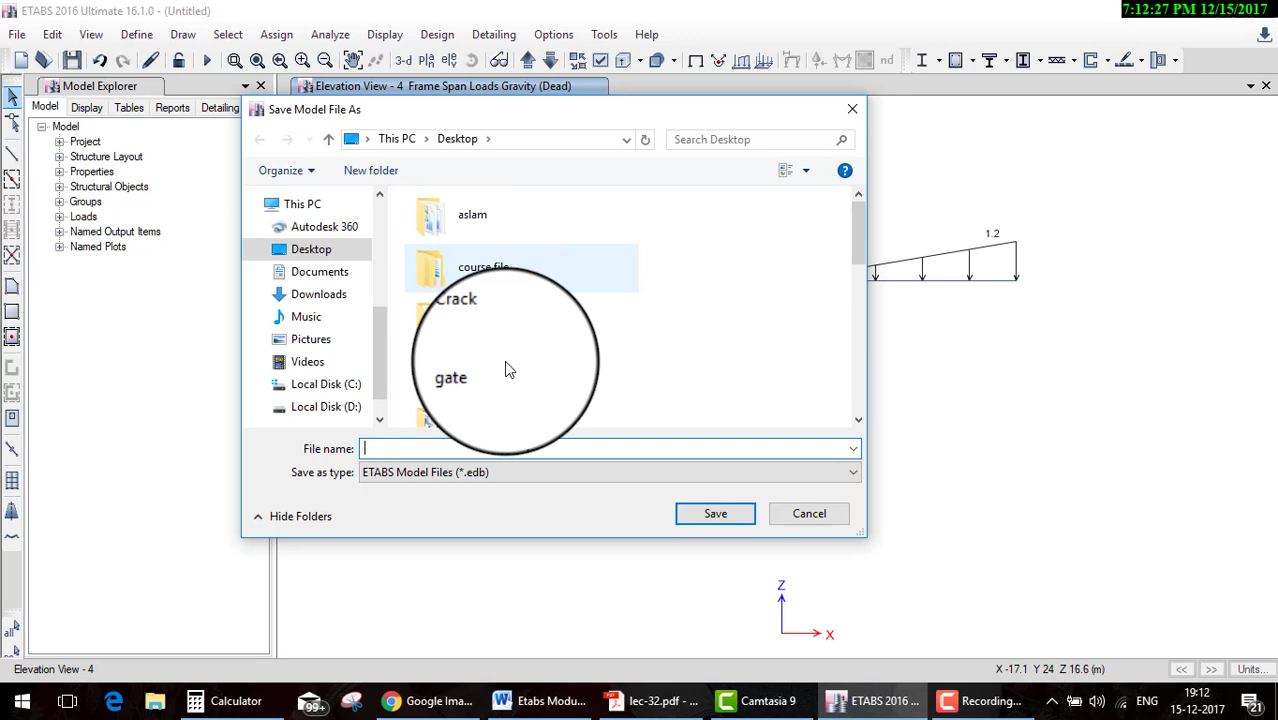 ETABS 2016 Ultimate 16.1.0 - (Untitled)
7:12:27 PM 12/15/2017
File Edit View Define Draw Select Assign Analyze Display Design Detailing Options Tools Help
3-d
nd
Model Explorer
Elevation View - 4 Frame Span Loads Gravity (Dead)
Model Display Tables Reports Detailing
Model
Project
Structure Layout
Properties
Structural Objects
Groups
Loads
Named Output Items
Named Plots
Save Model File As
This PC
Desktop
Search Desktop
Organize
New folder
This PC
Autodesk 360
Desktop
Documents
Downloads
Music
Pictures
Videos
Local Disk (C:)
Local Disk (D:)
aslam
course file
Crack
gate
File name:
Save as type: ETABS Model Files (*.edb)
Hide Folders
Save
Cancel
1.2
Z
X
all
Elevation View - 4
X -17.1 Y 24 Z 16.6 (m)
<< >> Units...
Calculator
99+
Google Ima...
Etabs Modu...
lec-32.pdf - ...
Camtasia 9
ETABS 2016 ...
Recording...
ENG
19:12
15-12-2017
21